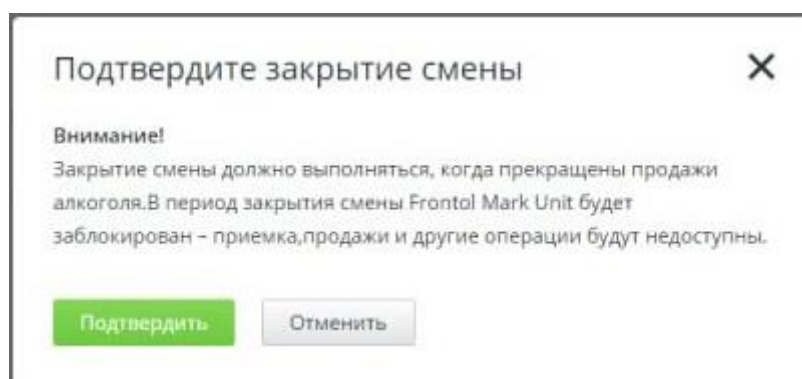 Подтвердите закрытие смены
Внимание!
Закрытие смены должно выполняться, когда прекращены продажи
алкоголя.В период закрытия смены Frontol Mark Unit будет
заблокирован – приемка,продажи и другие операции будут недоступны.
Подтвердить
Отменить